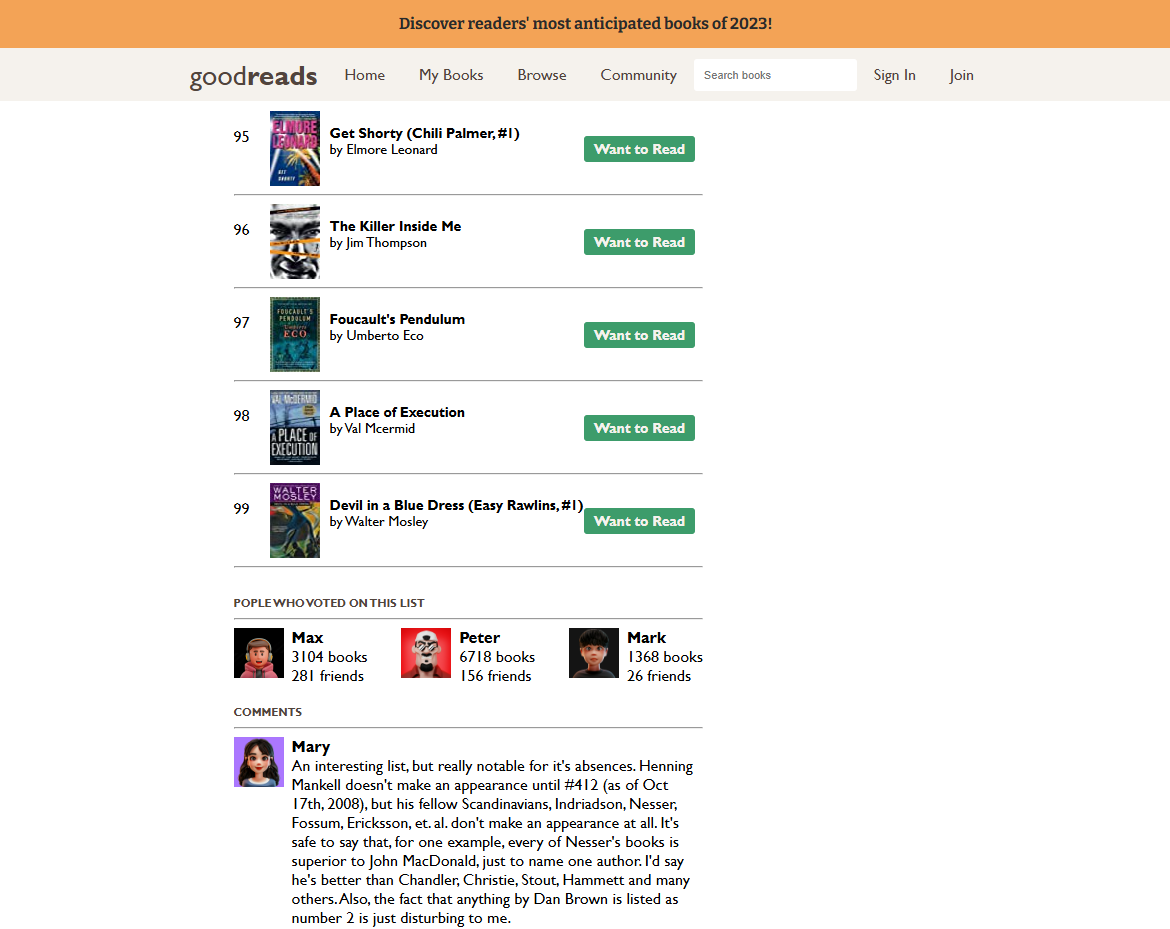 Discover readers' most anticipated books of 2023!
goodreads Home My Books Browse Community Search books Sign In Join
95 Get Shorty (Chili Palmer, #1)
by Elmore Leonard
Want to Read
ELMORE
LEONARD
GET
SHORTY
96 The Killer Inside Me
by Jim Thompson
Want to Read
97 Foucault's Pendulum
by Umberto Eco
Want to Read
FOUCAULT'S
PENDULUM
Umberto
ECO
98 A Place of Execution
by Val Mcermid
Want to Read
VAL McDERMID
A PLACE OF
EXECUTION
99 Devil in a Blue Dress (Easy Rawlins, #1)
by Walter Mosley
Want to Read
WALTER
MOSLEY
POPLE WHO VOTED ON THIS LIST
Max
3104 books
281 friends
Peter
6718 books
156 friends
Mark
1368 books
26 friends
COMMENTS
Mary
An interesting list, but really notable for it's absences. Henning
Mankell doesn't make an appearance until #412 (as of Oct
17th, 2008), but his fellow Scandinavians, Indriadson, Nesser,
Fossum, Ericksson, et. al. don't make an appearance at all. It's
safe to say that, for one example, every of Nesser's books is
superior to John MacDonald, just to name one author. I'd say
he's better than Chandler, Christie, Stout, Hammett and many
others. Also, the fact that anything by Dan Brown is listed as
number 2 is just disturbing to me.